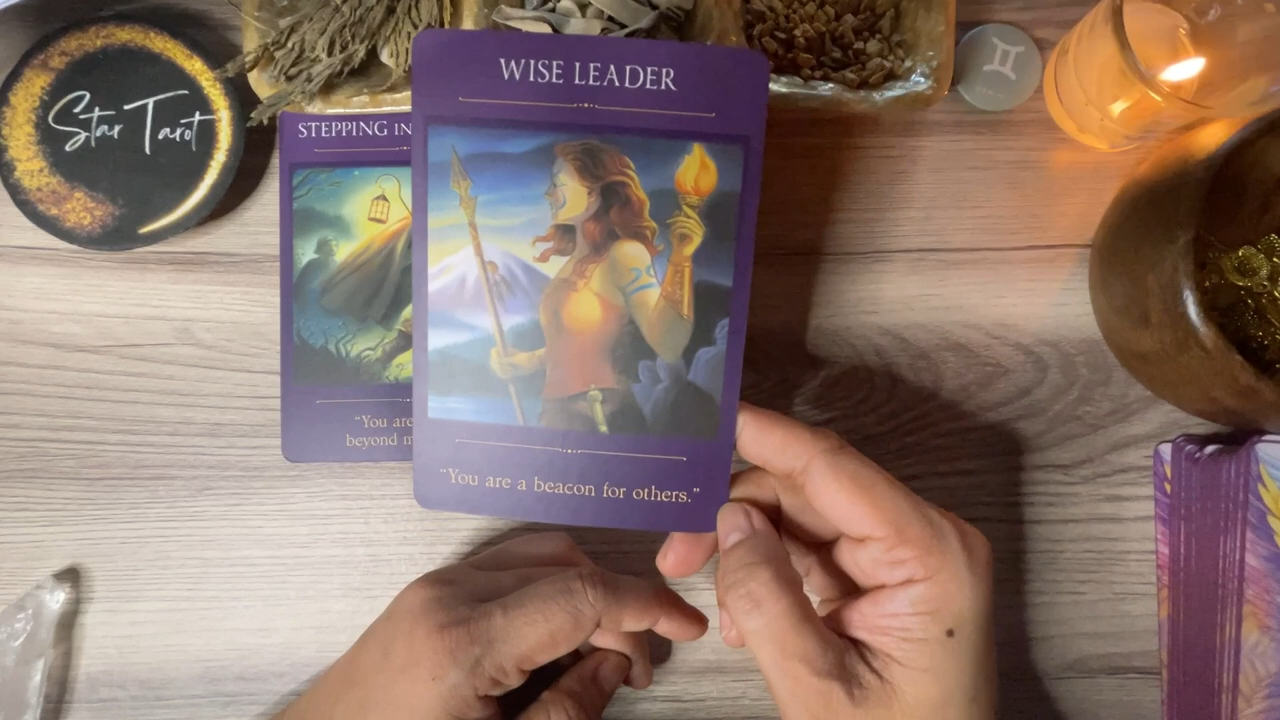 Star Tarot
STEPPING IN
"You are
beyond
WISE LEADER
"You are a beacon for others."